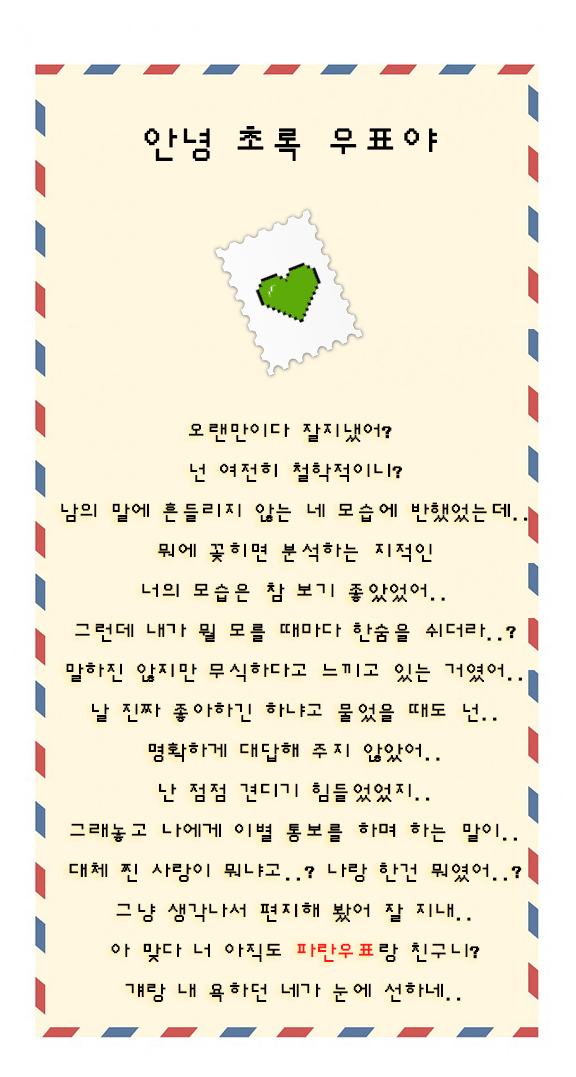 안녕 초록 우표야
오랜만이다 잘지냈어?
넌 여전히 철학적이니?
남의 말에 흔들리지 않는 네 모습에 반했었는데..
뭐에 꽂히면 분석하는 지적인
너의 모습은 참 보기 좋았었어..
그런데 내가 뭘 모를 때마다 한숨을 쉬더라..?
말하진 않지만 무식하다고 느끼고 있는 거였어..
날 진짜 좋아하긴 하냐고 물었을 때도 넌..
명확하게 대답해 주지 않았어..
난 점점 견디기 힘들었었지..
그래놓고 나에게 이별 통보를 하며 하는 말이..
대체 찐 사랑이 뭐냐고..? 나랑 한건 뭐였어..?
그냥 생각나서 편지해 봤어 잘 지내..
아 맞다 너 아직도 파란우표랑 친구니?
걔랑 내 욕하던 네가 눈에 선하네..